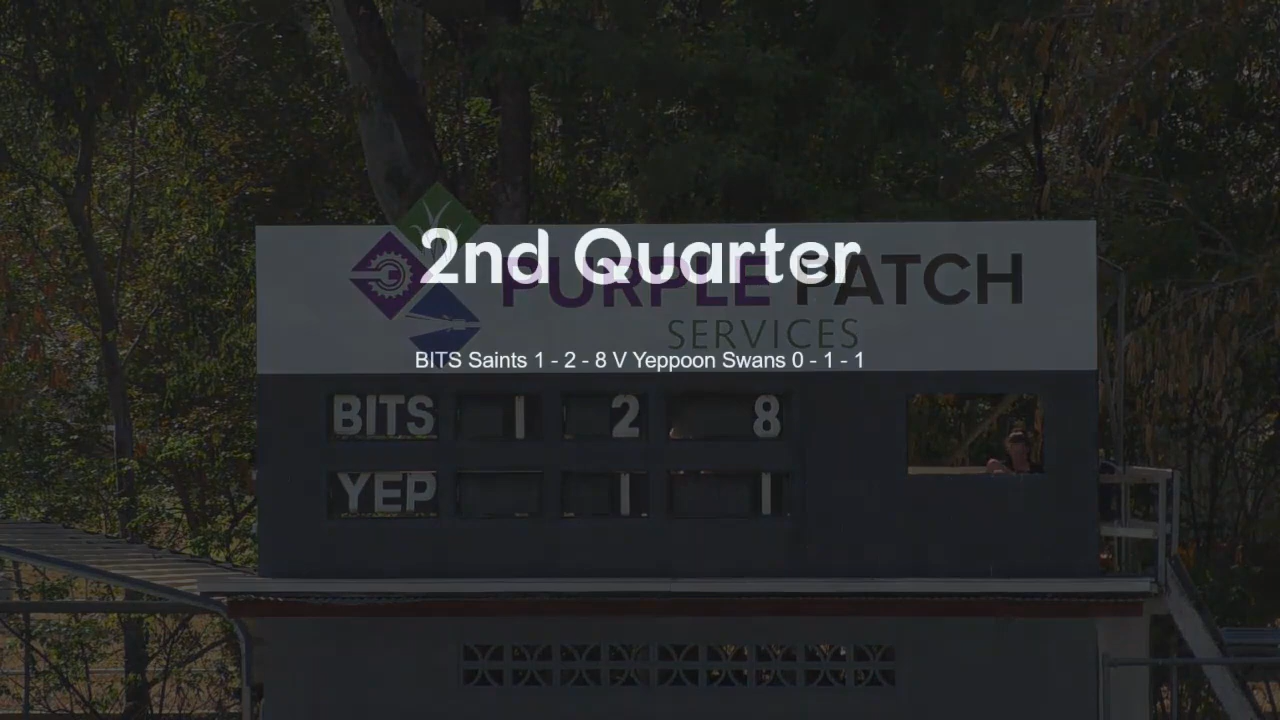 2nd Quarter
PURPLE PATCH
SERVICES
BITS Saints 1 - 2 - 8 V Yeppoon Swans 0 - 1 - 1
BITS 1 2 8
YEP 1 1